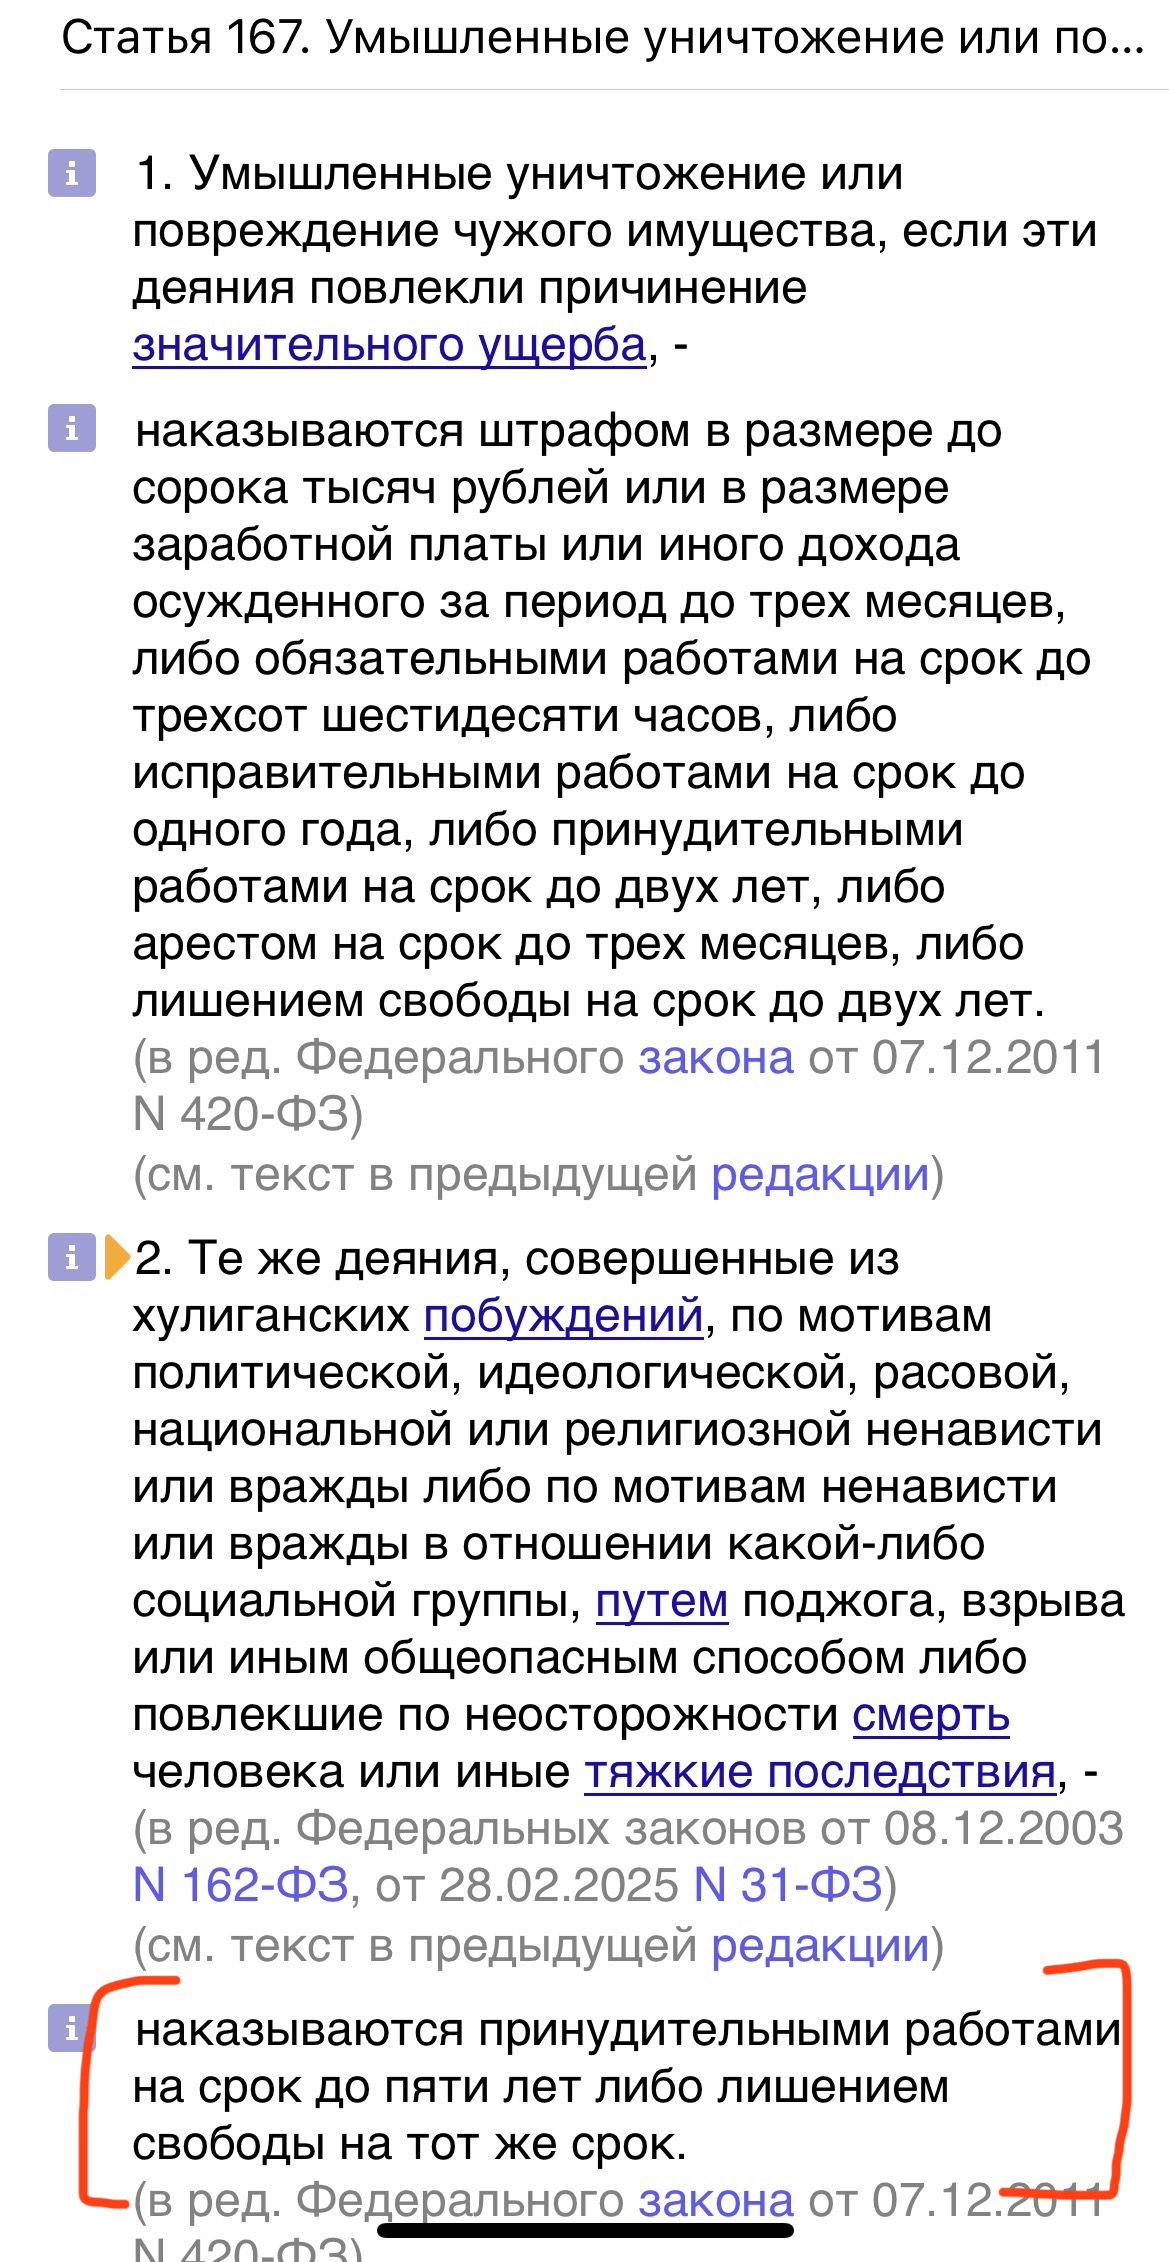 Статья 167. Умышленные уничтожение или по...
1. Умышленные уничтожение или
повреждение чужого имущества, если эти
деяния повлекли причинение
значительного ущерба, -
наказываются штрафом в размере до
сорока тысяч рублей или в размере
заработной платы или иного дохода
осужденного за период до трех месяцев,
либо обязательными работами на срок до
трехсот шестидесяти часов, либо
исправительными работами на срок до
одного года, либо принудительными
работами на срок до двух лет, либо
арестом на срок до трех месяцев, либо
лишением свободы на срок до двух лет.
(в ред. Федерального закона от 07.12.2011
N 420-ФЗ)
(см. текст в предыдущей редакции)
2. Те же деяния, совершенные из
хулиганских побуждений, по мотивам
политической, идеологической, расовой,
национальной или религиозной ненависти
или вражды либо по мотивам ненависти
или вражды в отношении какой-либо
социальной группы, путем поджога, взрыва
или иным общеопасным способом либо
повлекшие по неосторожности смерть
человека или иные тяжкие последствия, -
(в ред. Федеральных законов от 08.12.2003
N 162-ФЗ, от 28.02.2025 N 31-ФЗ)
(см. текст в предыдущей редакции)
наказываются принудительными работами
на срок до пяти лет либо лишением
свободы на тот же срок.
(в ред. Федерального закона от 07.12.2011
N 420-ФЗ)